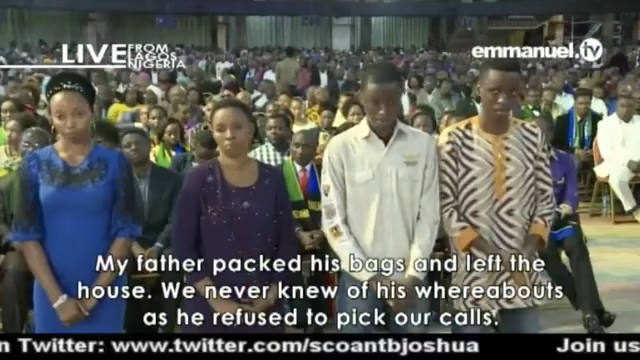 LIVE FROM
LAGOS
NIGERIA
emmanuel.tv
My father packed his bags and left the
house. We never knew of his whereabouts
as he refused to pick our calls.
n Twitter: www.twitter.com/scoantbjoshua
Join us